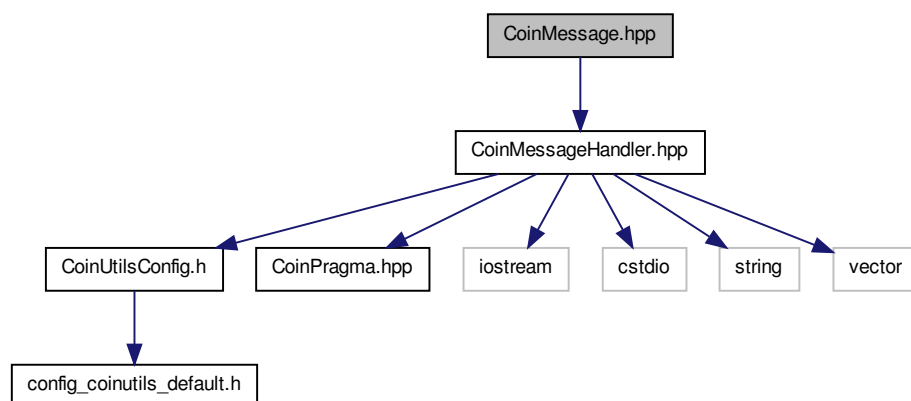 CoinMessage.hpp
CoinMessageHandler.hpp
CoinUtilsConfig.h
CoinPragma.hpp
iostream
cstdio
string
vector
config_coinutils_default.h